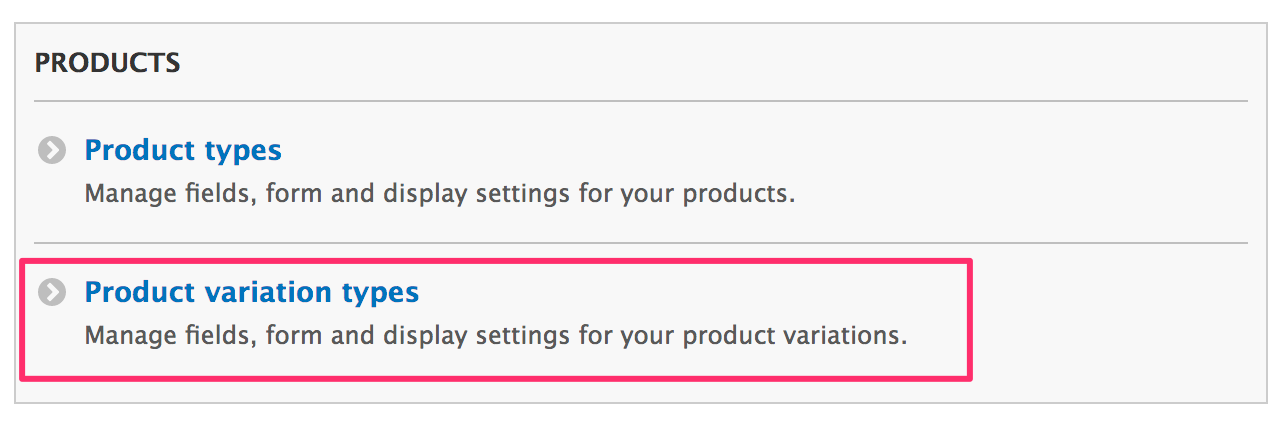 PRODUCTS
Product types
Manage fields, form and display settings for your products.
Product variation types
Manage fields, form and display settings for your product variations.